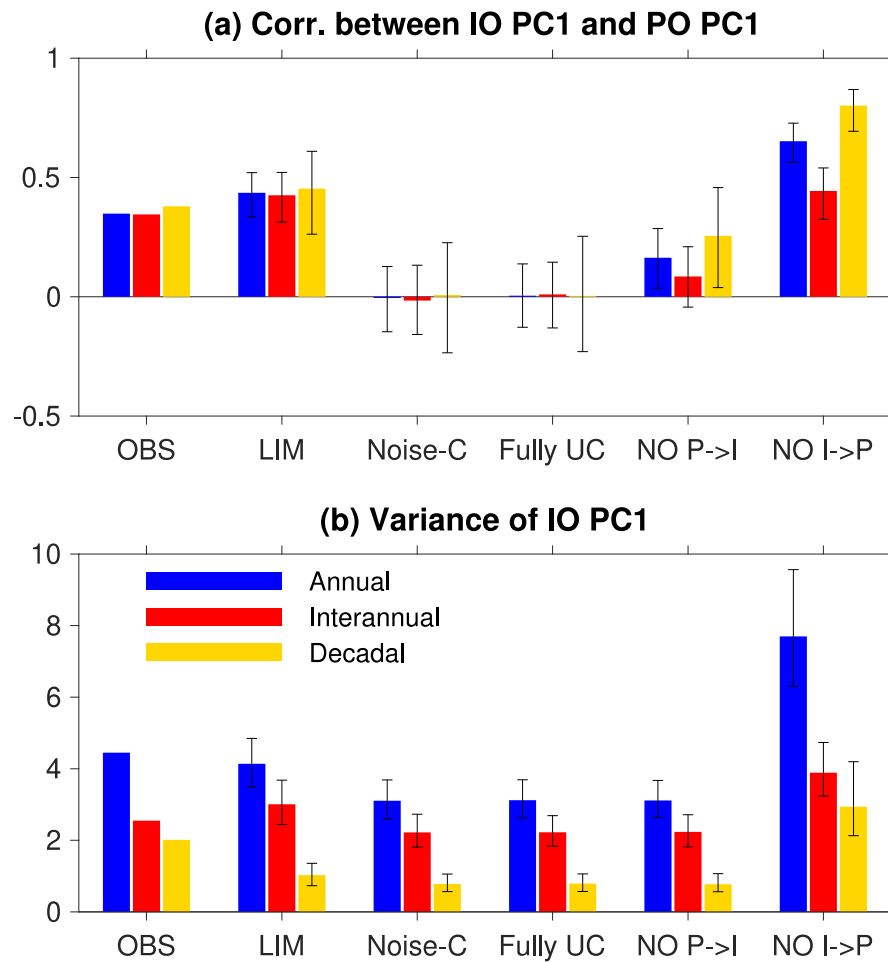 (a) Corr. between IO PC1 and PO PC1
1
0.5
0
-0.5
OBS LIM Noise-C Fully UC NO P->I NO I->P
(b) Variance of IO PC1
10
8
6
4
2
0
Annual
Interannual
Decadal
OBS LIM Noise-C Fully UC NO P->I NO I->P